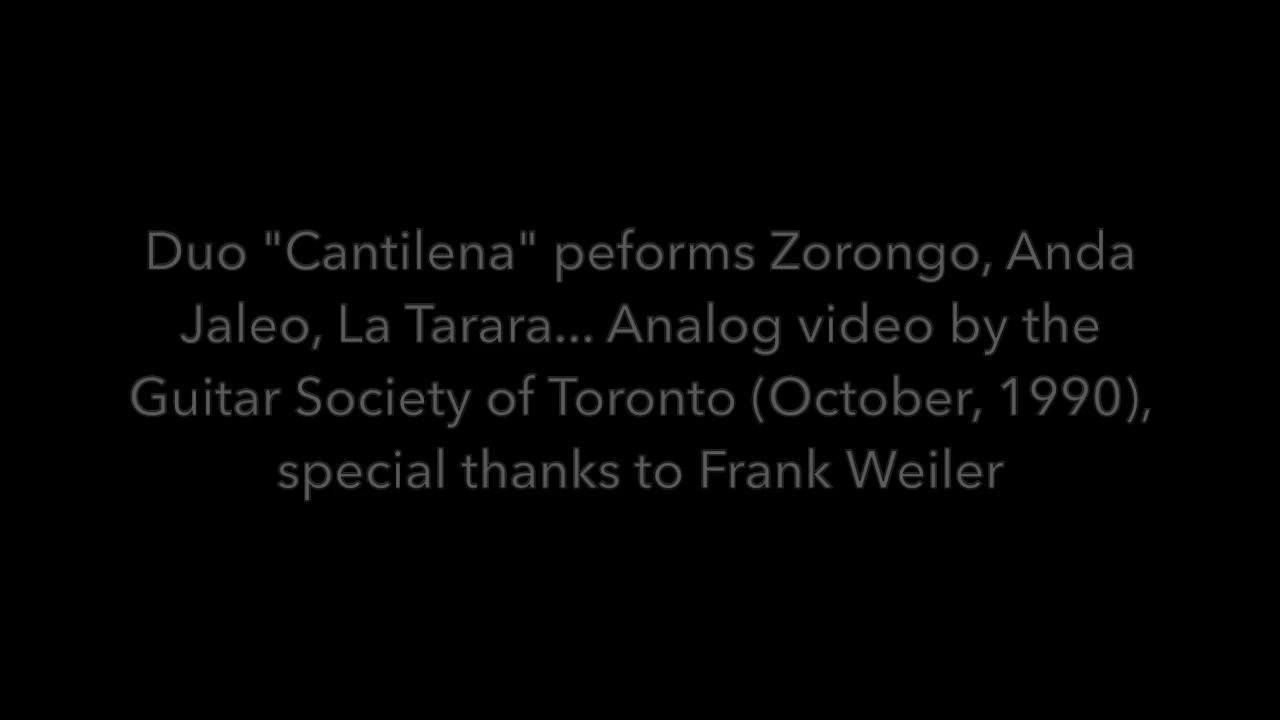 Duo "Cantilena" peforms Zorongo, Anda
Jaleo, La Tarara... Analog video by the
Guitar Society of Toronto (October, 1990),
special thanks to Frank Weiler